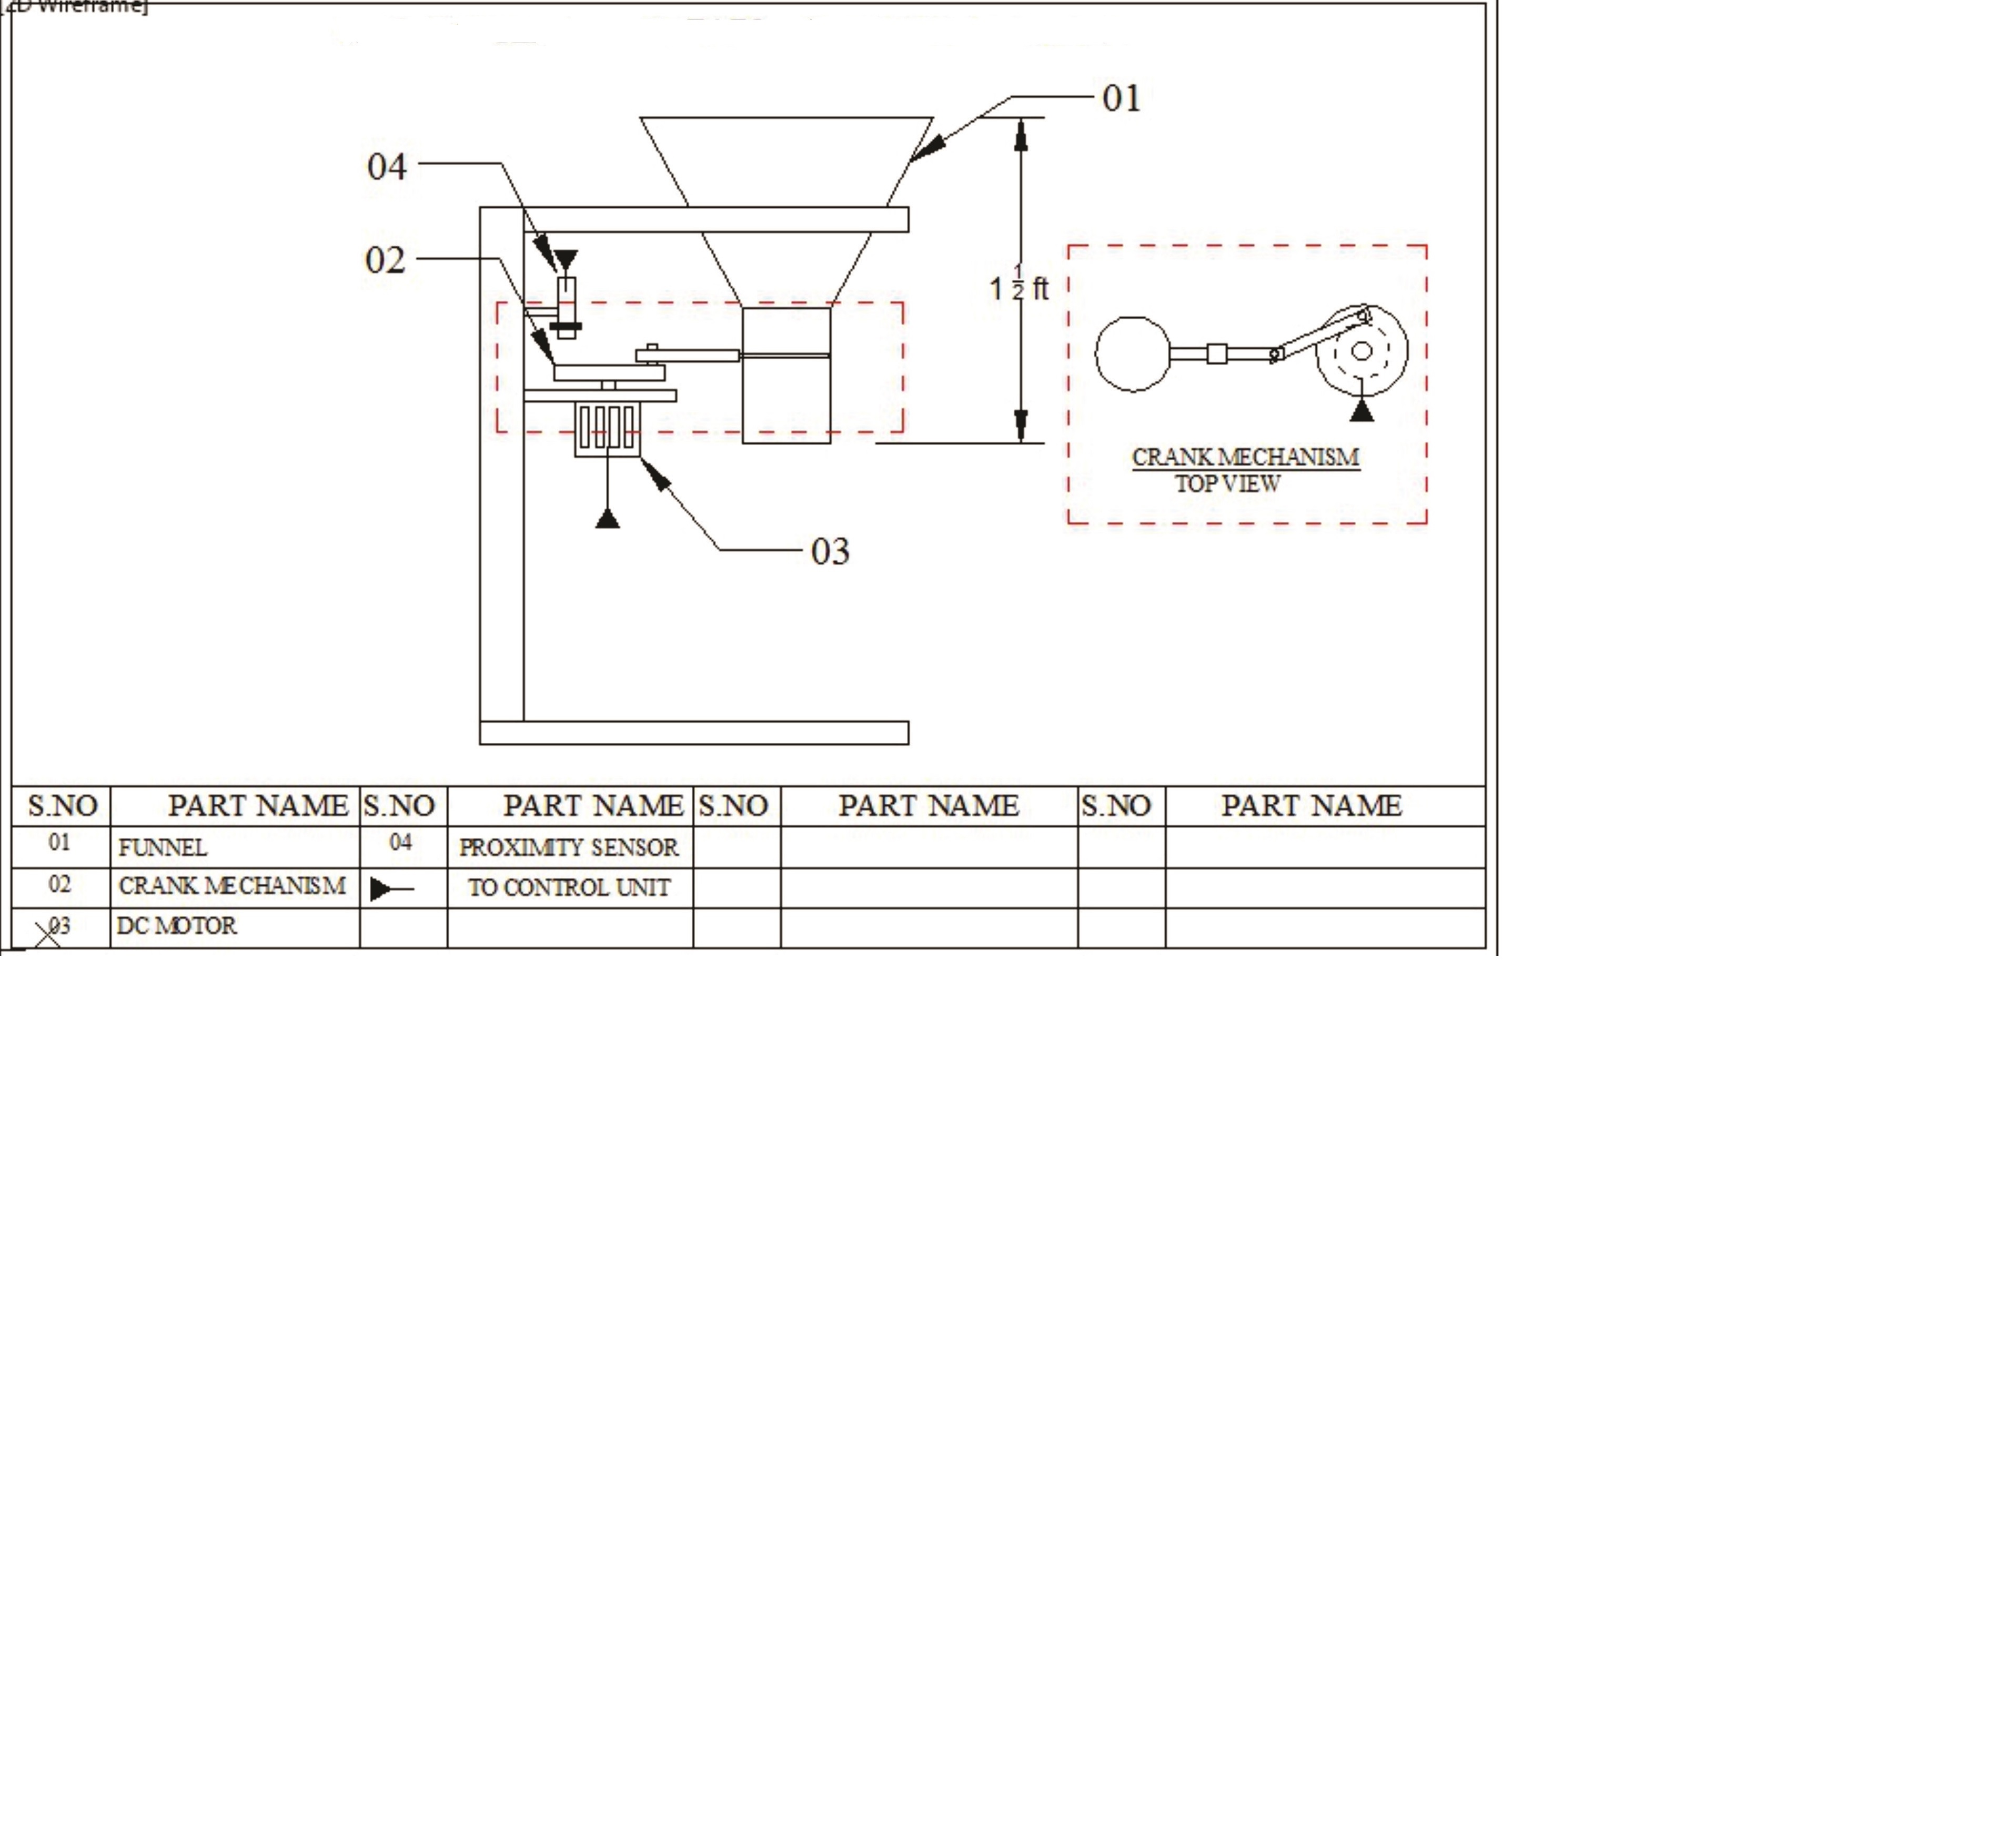 [2D Wireframe]
01
04
02
1 1/2 ft
CRANK MECHANISM
TOP VIEW
03
S.NO PART NAME S.NO PART NAME S.NO PART NAME S.NO PART NAME
01 FUNNEL 04 PROXIMITY SENSOR
02 CRANK MECHANISM TO CONTROL UNIT
03 DC MOTOR